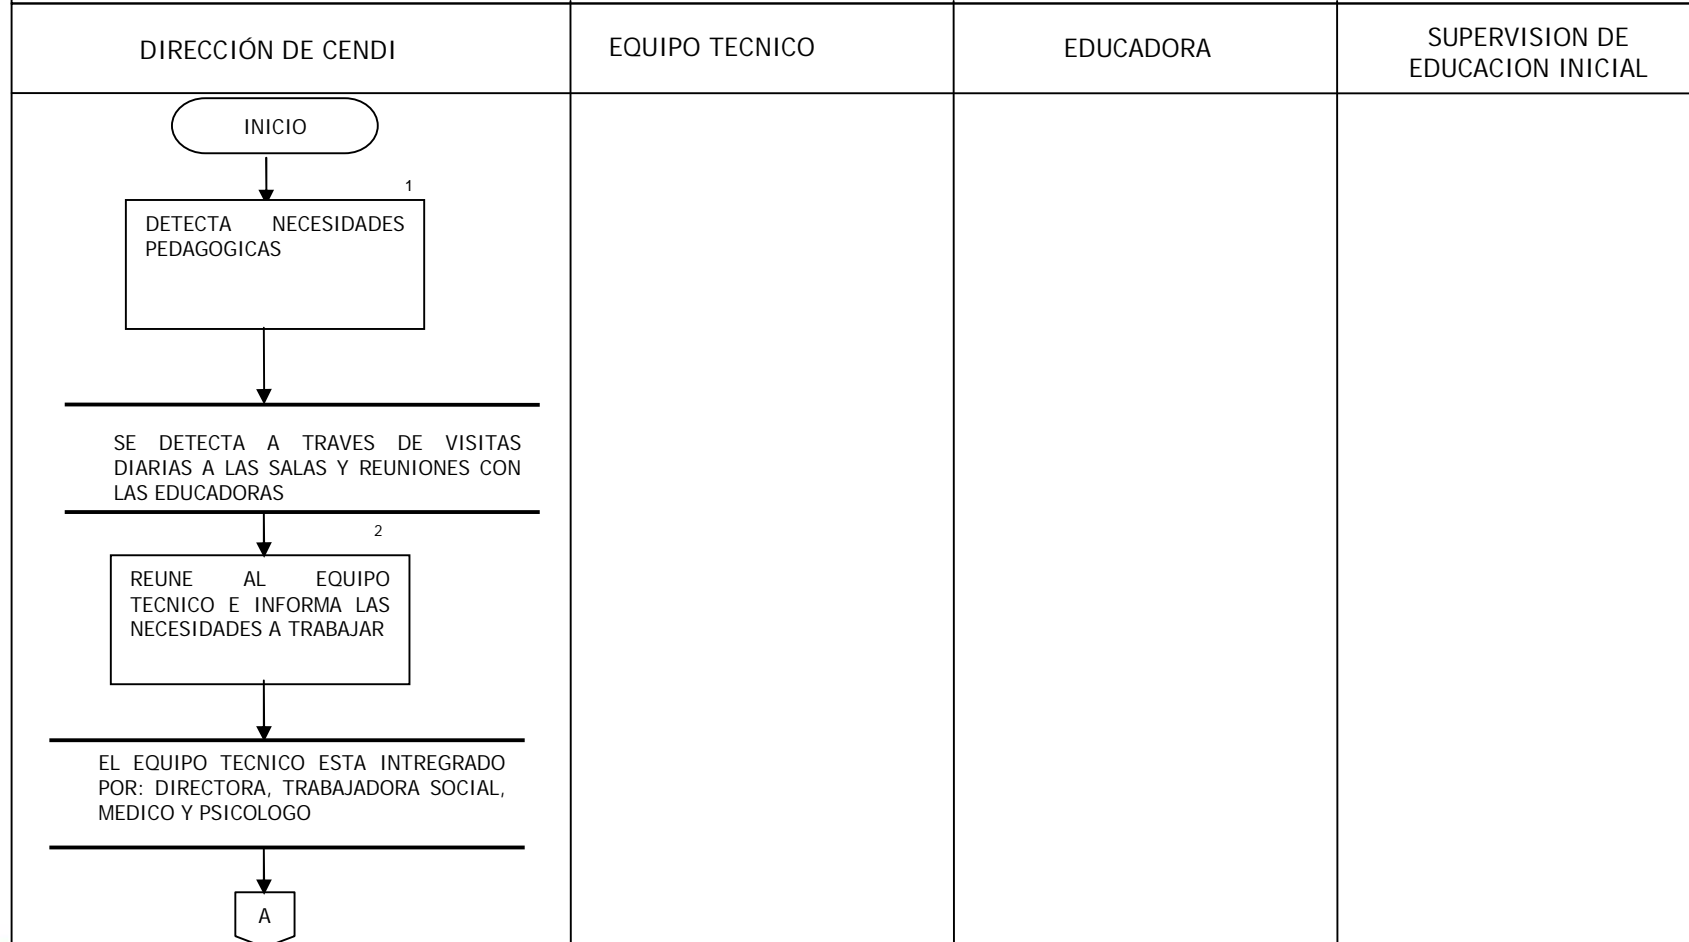 DIRECCIÓN DE CENDI
EQUIPO TECNICO
EDUCADORA
SUPERVISION DE
EDUCACION INICIAL
INICIO
1
DETECTA NECESIDADES
PEDAGOGICAS
SE DETECTA A TRAVES DE VISITAS
DIARIAS A LAS SALAS Y REUNIONES CON
LAS EDUCADORAS
2
REUNE AL EQUIPO
TECNICO E INFORMA LAS
NECESIDADES A TRABAJAR
EL EQUIPO TECNICO ESTA INTREGRADO
POR: DIRECTORA, TRABAJADORA SOCIAL,
MEDICO Y PSICOLOGO
A